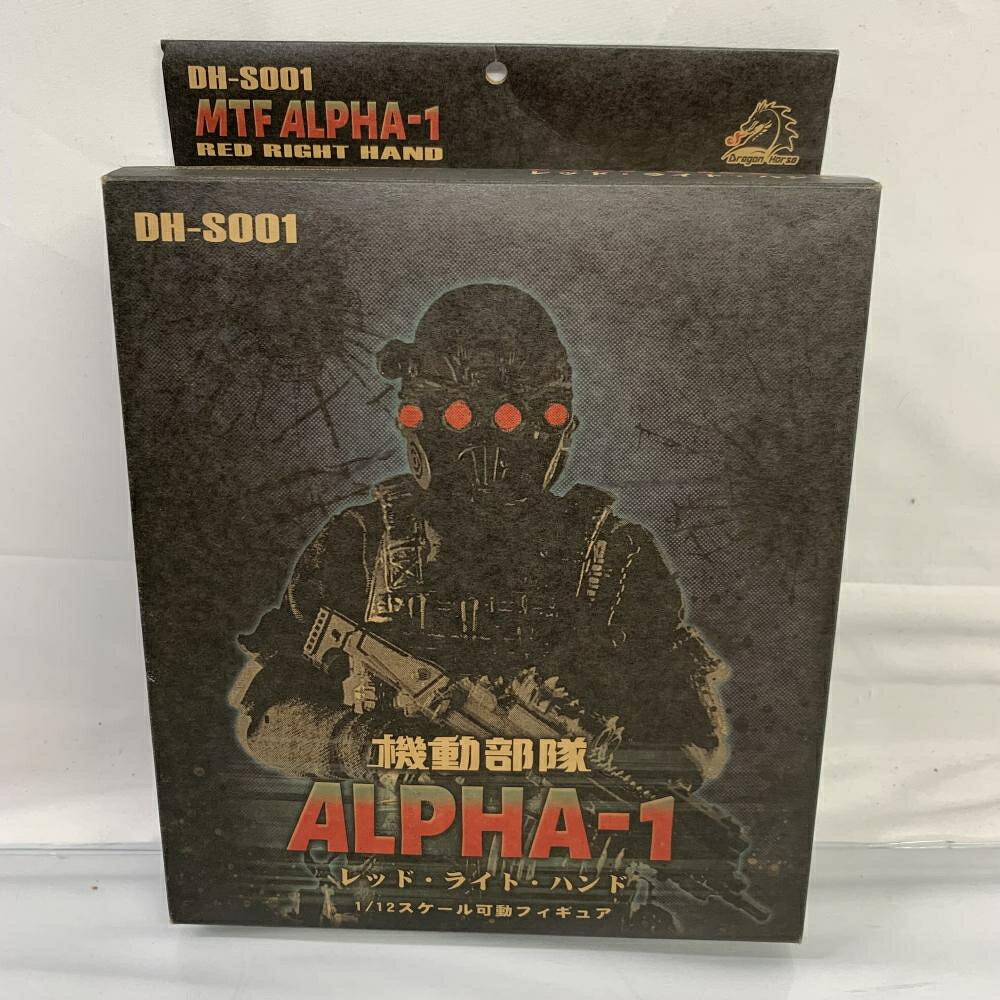 DH-S001
MTF ALPHA-1
RED RIGHT HAND
Dragon Horse
DH-S001
機動部隊
ALPHA-1
レッド・ライト・ハンド
1/12スケール可動フィギュア